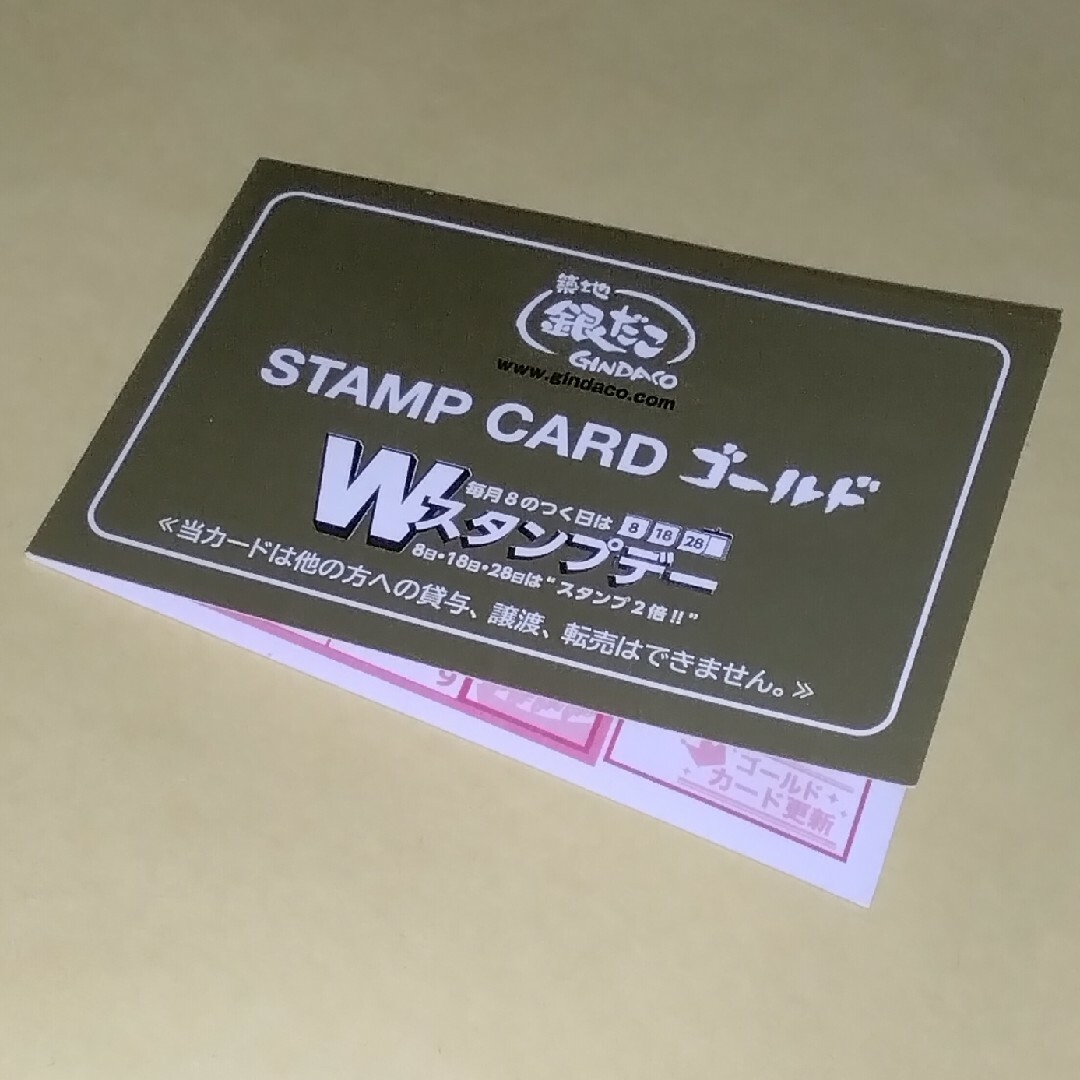 築地
銀だこ
GINDACO
www.gindaco.com
STAMP CARD ゴールド
毎月8のつく日は 8 18 28
Wスタンプデー
8日・18日・28日は“スタンプ2倍!!”
≪当カードは他の方への貸与、譲渡、転売はできません。≫
9
ゴールド
カード更新